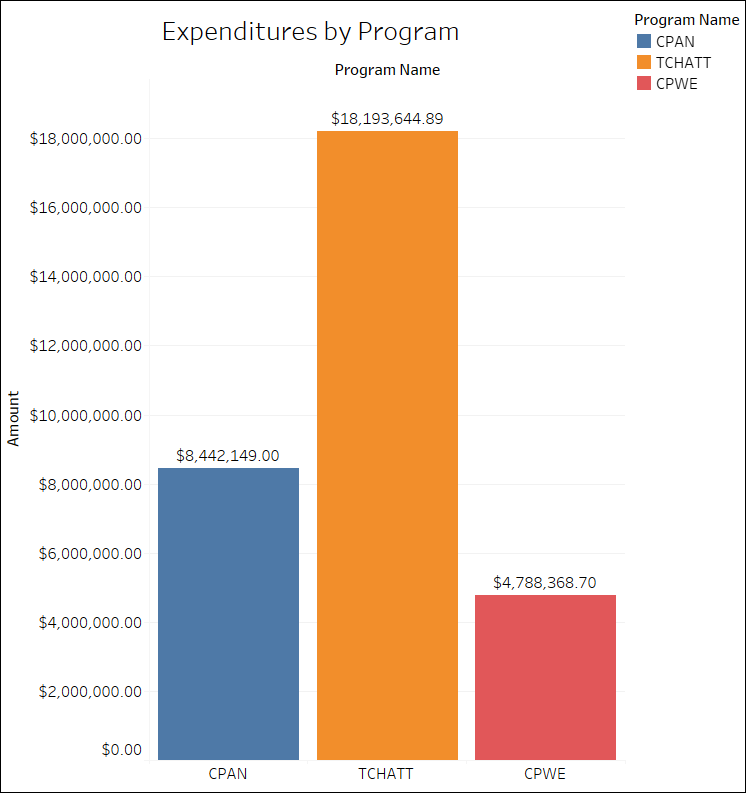 Expenditures by Program
Program Name
CPAN
TCHATT
CPWE
Program Name
$18,193,644.89
$18,000,000.00
$16,000,000.00
$14,000,000.00
$12,000,000.00
Amount
$10,000,000.00
$8,442,149.00
$8,000,000.00
$6,000,000.00
$4,788,368.70
$4,000,000.00
$2,000,000.00
$0.00
CPAN TCHATT CPWE